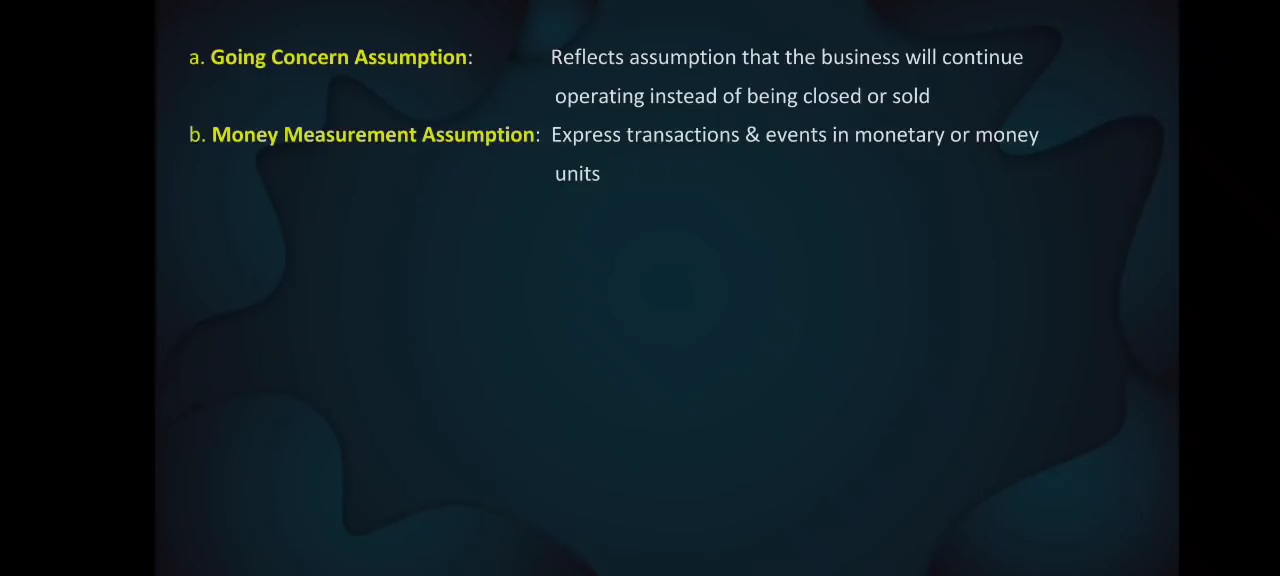 a. Going Concern Assumption: Reflects assumption that the business will continue
operating instead of being closed or sold
b. Money Measurement Assumption: Express transactions & events in monetary or money
units